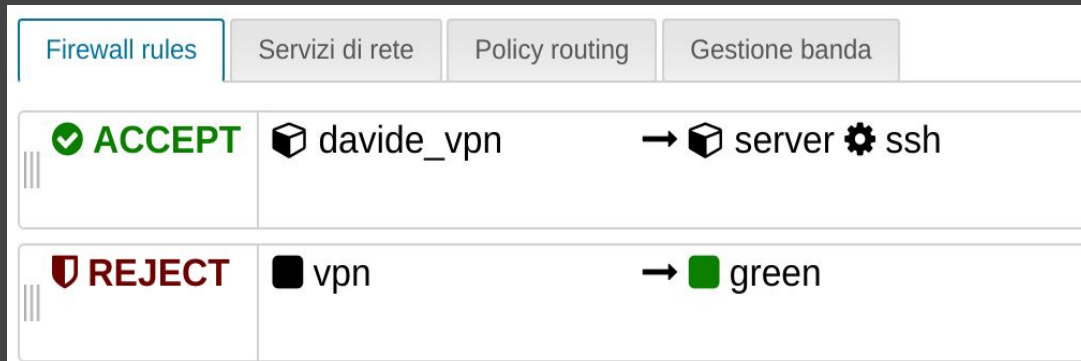 Firewall rules Servizi di rete Policy routing Gestione banda
ACCEPT davide_vpn → server ssh
REJECT vpn → green